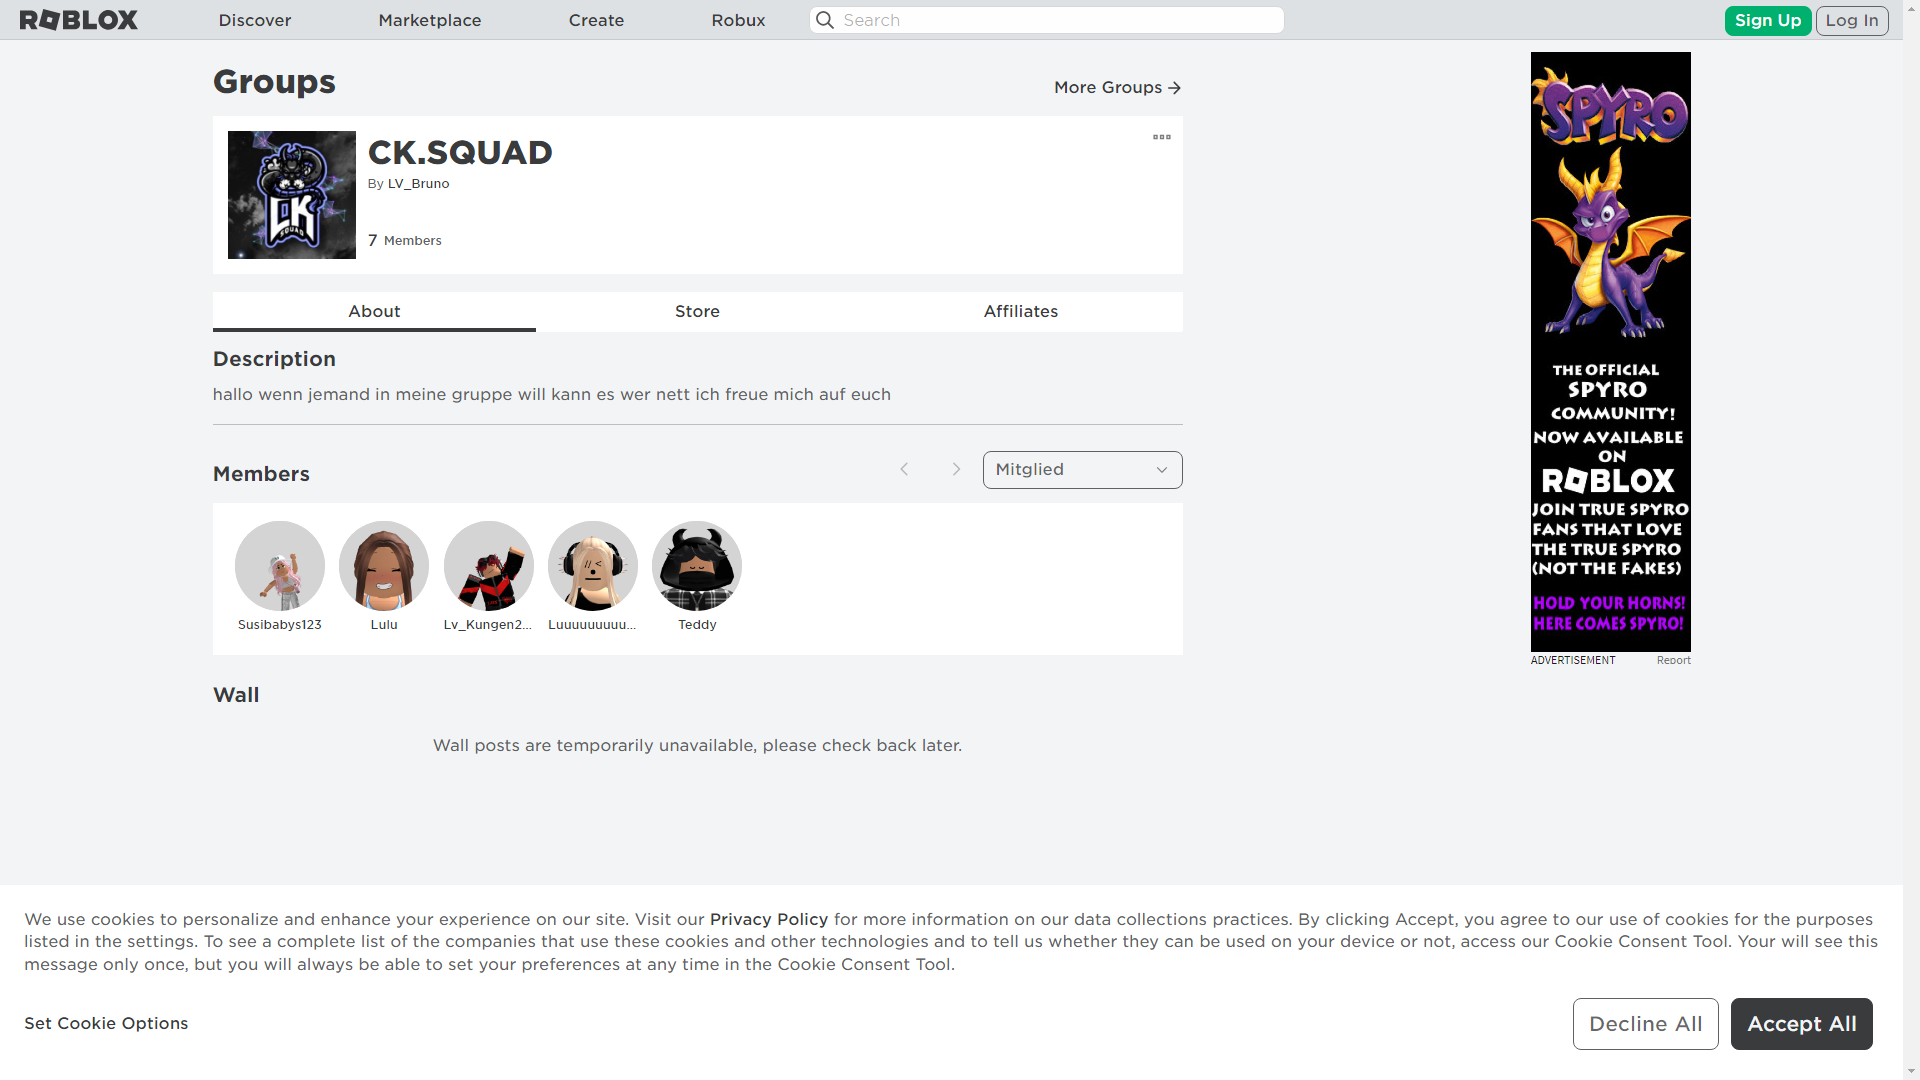 ROBLOX
Discover
Marketplace
Create
Robux
Search
Sign Up
Log In
Groups
More Groups
CK.SQUAD
By LV_Bruno
7 Members
CK
SQUAD
About
Store
Affiliates
Description
hallo wenn jemand in meine gruppe will kann es wer nett ich freue mich auf euch
Members
Mitglied
Susibabys123
Lulu
Lv_Kungen2...
Luuuuuuuuu...
Teddy
Wall
Wall posts are temporarily unavailable, please check back later.
SPYRO
THE OFFICIAL
SPYRO
COMMUNITY!
NOW AVAILABLE
ON
ROBLOX
JOIN TRUE SPYRO
FANS THAT LOVE
THE TRUE SPYRO
(NOT THE FAKES)
HOLD YOUR HORNS!
HERE COMES SPYRO!
ADVERTISEMENT
Report
We use cookies to personalize and enhance your experience on our site. Visit our Privacy Policy for more information on our data collections practices. By clicking Accept, you agree to our use of cookies for the purposes
listed in the settings. To see a complete list of the companies that use these cookies and other technologies and to tell us whether they can be used on your device or not, access our Cookie Consent Tool. Your will see this
message only once, but you will always be able to set your preferences at any time in the Cookie Consent Tool.
Set Cookie Options
Decline All
Accept All